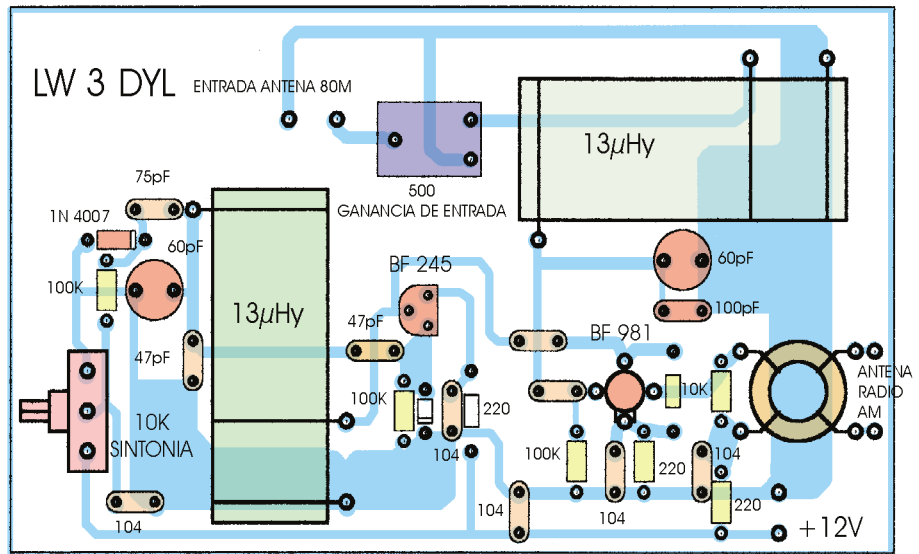 LW 3 DYL
ENTRADA ANTENA 80M
13µHy
500
GANANCIA DE ENTRADA
75pF
1N 4007
60pF
100K
47pF
13µHy
BF 245
47pF
60pF
100pF
BF 981
10K
SINTONIA
100K
104
220
104
100K
104
104
220
10K
104
220
ANTENA
RADIO
AM
104
+12V